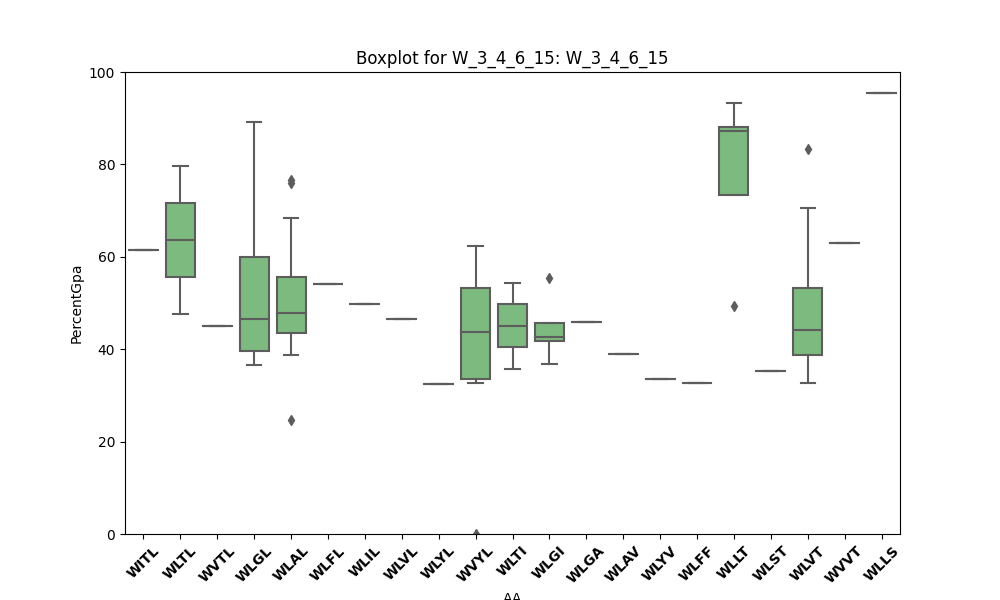 Boxplot for W_3_4_6_15: W_3_4_6_15
100
80
60
40
20
0
PercentGpa
WITL WLTL WVTL WLGL WLAL WLFL WLIL WLVL WLYL WVYL WLTI WLGI WLGA WLAV WLYV WLFF WLLT WLST WLVT WVVT WLLS
AA